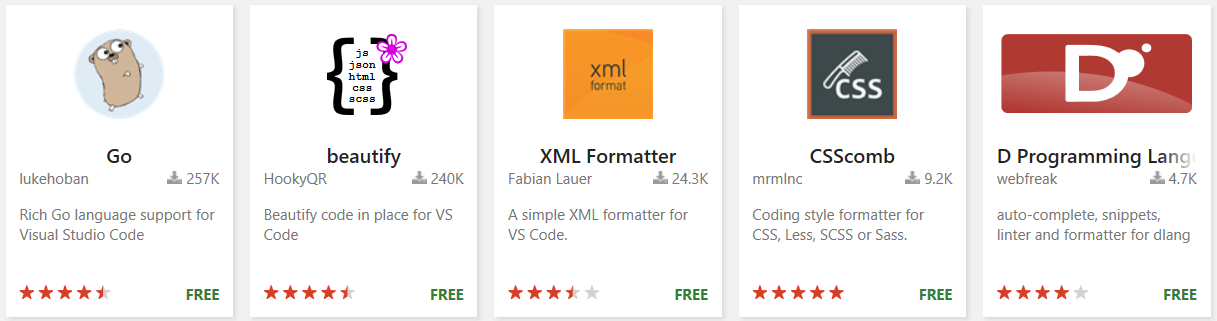 Go
lukehoban 257K
Rich Go language support for
Visual Studio Code
FREE
js
json
html
css
scss
beautify
HookyQR 240K
Beautify code in place for VS
Code
FREE
xml
format
XML Formatter
Fabian Lauer 24.3K
A simple XML formatter for
VS Code.
FREE
CSS
CSScomb
mrmlnc 9.2K
Coding style formatter for
CSS, Less, SCSS or Sass.
FREE
D
D Programming Langu
webfreak 4.7K
auto-complete, snippets,
linter and formatter for dlang
FREE